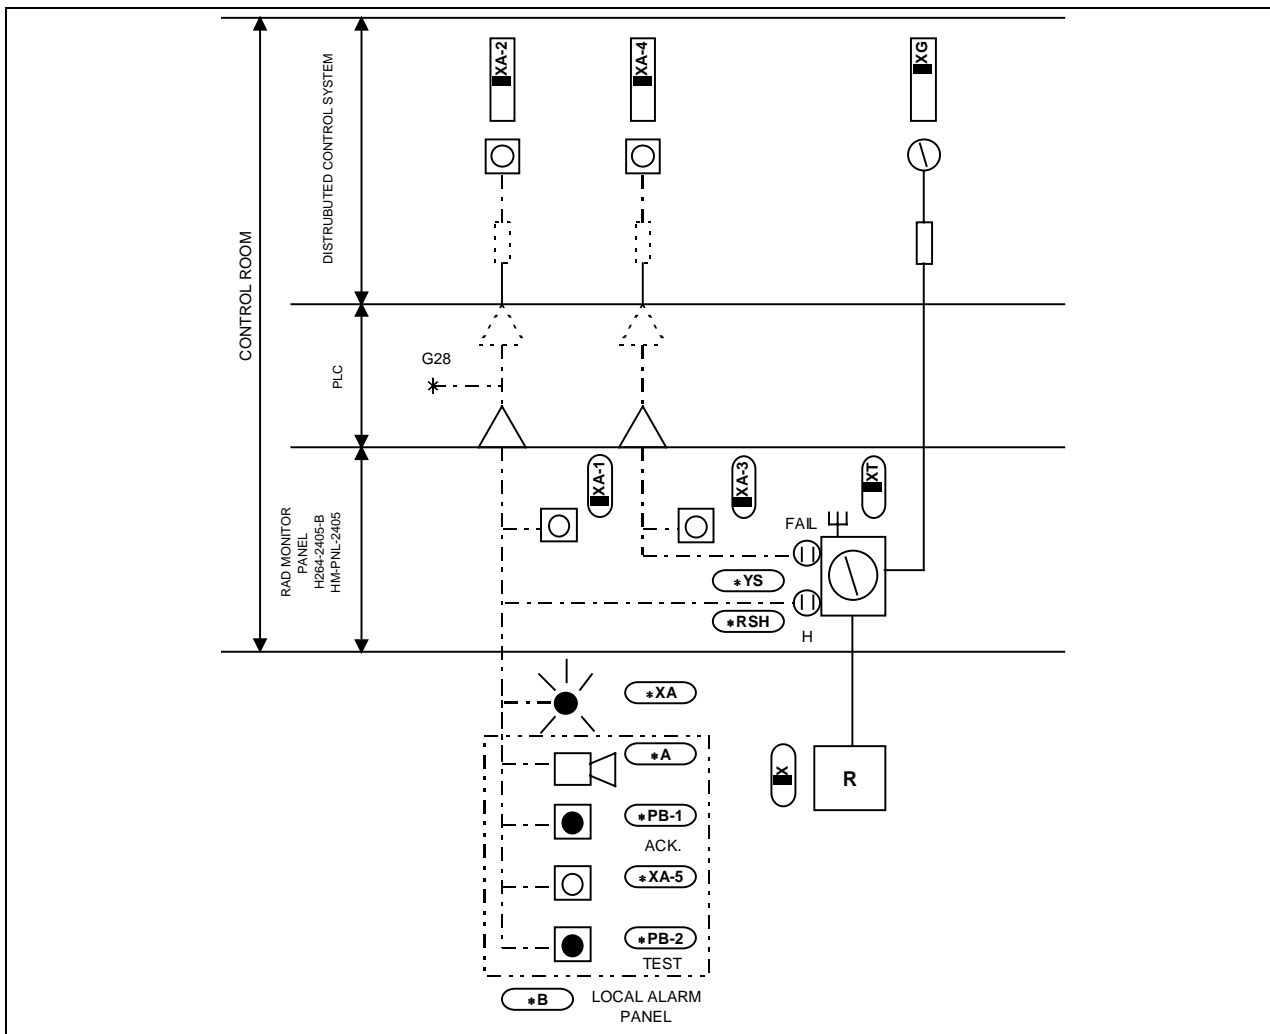 XA-2
XA-4
XG
DISTRUBUTED CONTROL SYSTEM
CONTROL ROOM
PLC
G28
RAD MONITOR
PANEL
H264-2405-B
HM-PNL-2405
XA-1
XA-3
XT
FAIL
*YS
*RSH
H
*XA
*A
X
R
*PB-1
ACK.
*XA-5
*PB-2
TEST
*B
LOCAL ALARM
PANEL